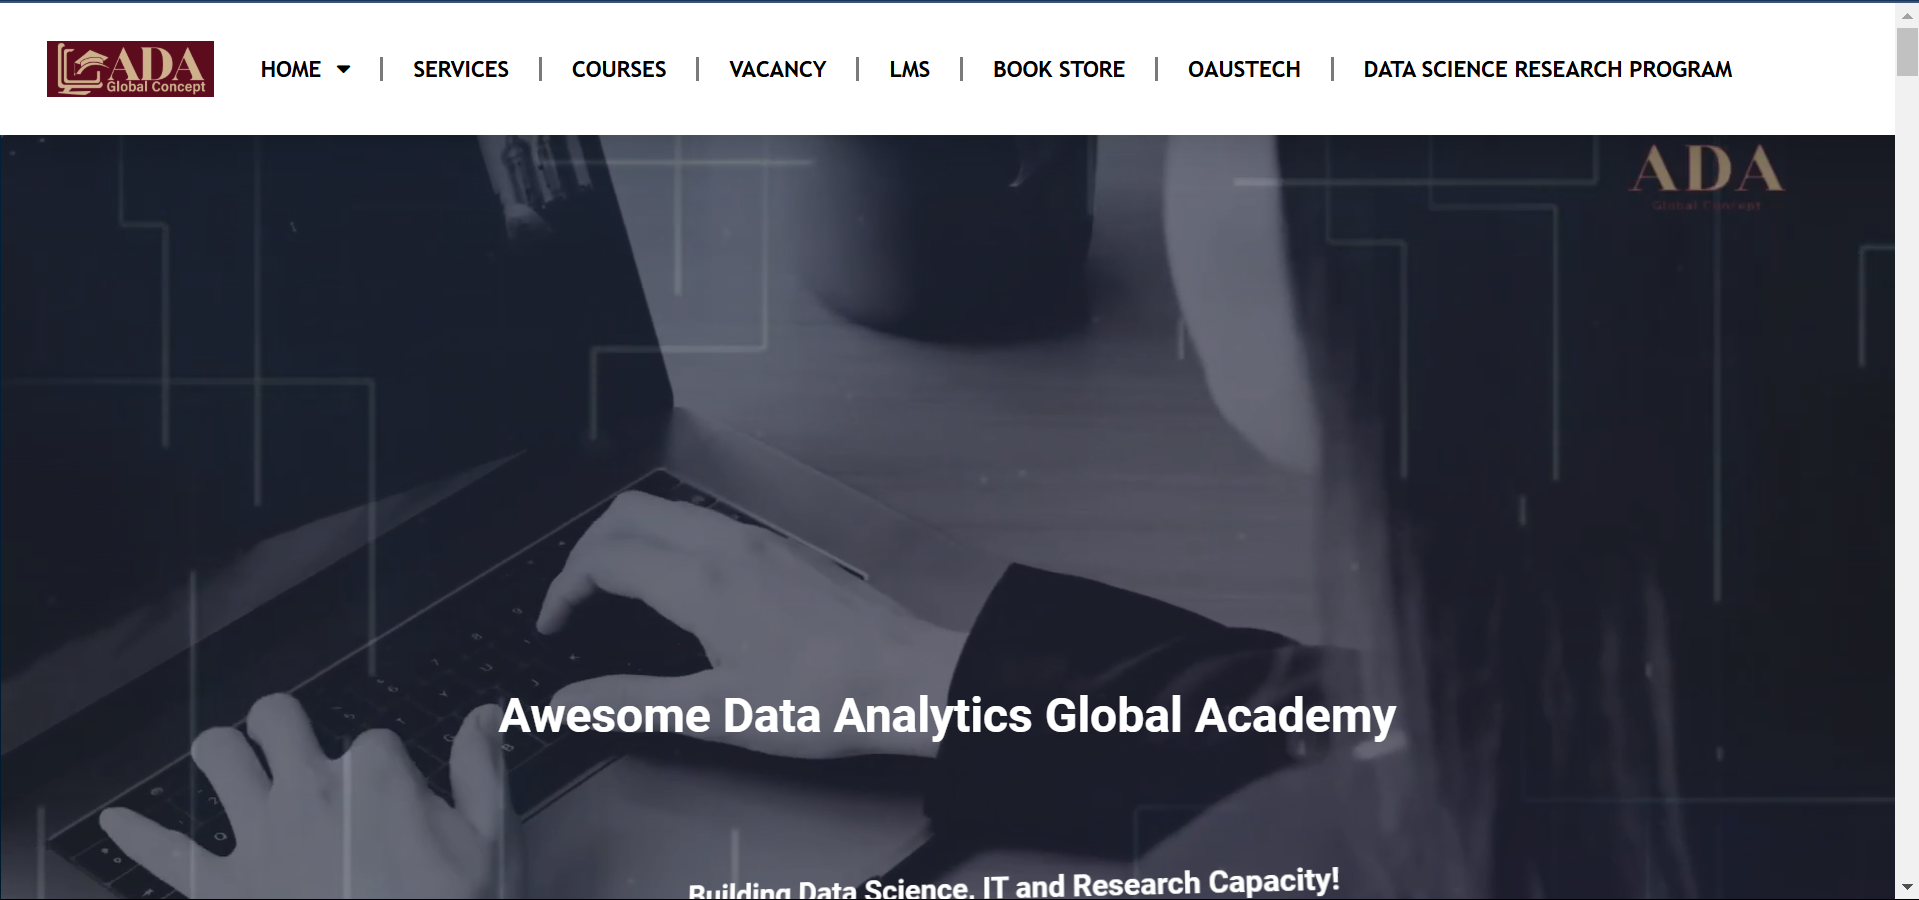 ADA
Global Concept
HOME
SERVICES
COURSES
VACANCY
LMS
BOOK STORE
OAUSTECH
DATA SCIENCE RESEARCH PROGRAM
ADA
Global Concept
Awesome Data Analytics Global Academy
Building Data Science, IT and Research Capacity!